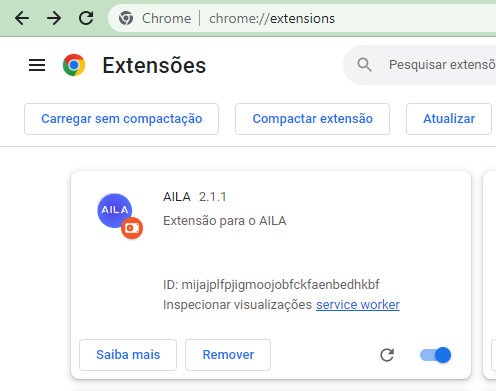 Chrome chrome://extensions
Extensões
Pesquisar extensõ
Carregar sem compactação
Compactar extensão
Atualizar
AILA
AILA 2.1.1
Extensão para o AILA
ID: mijajplfpjigmoojobfckfaenbedhkbf
Inspecionar visualizações service worker
Saiba mais
Remover